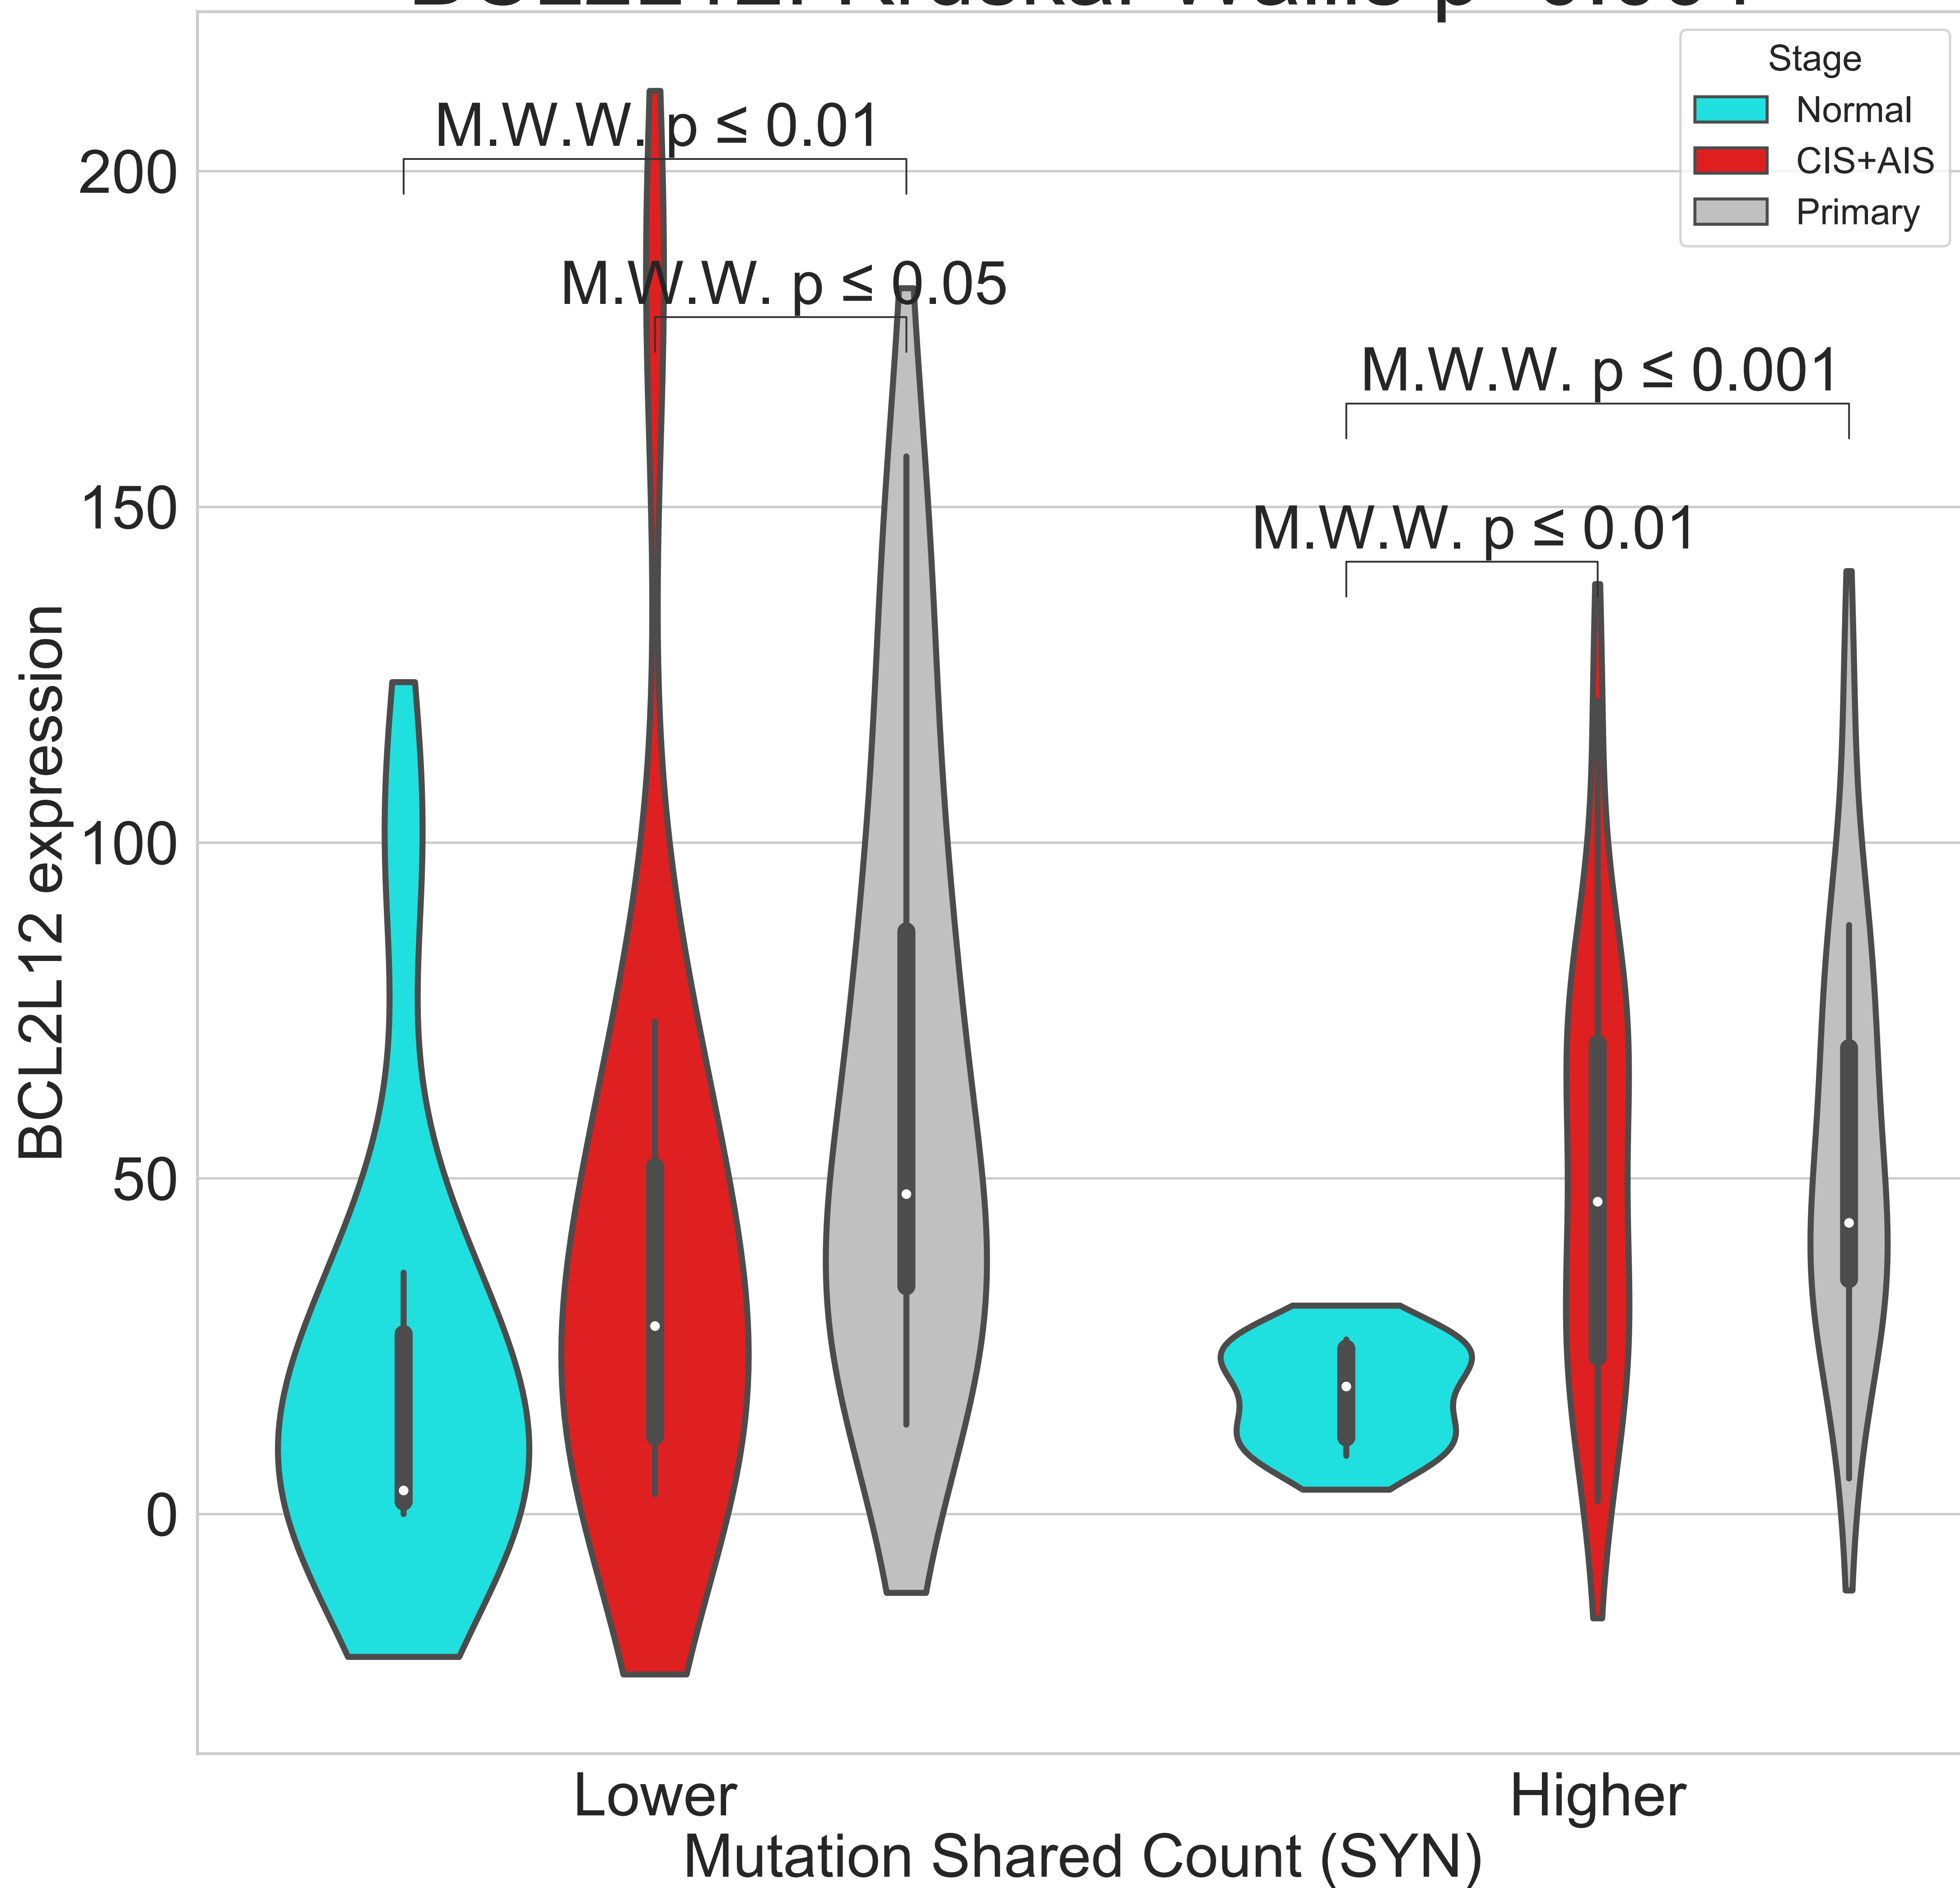 Stage
Normal
CIS+AIS
Primary
M.W.W. p ≤ 0.01
M.W.W. p ≤ 0.05
M.W.W. p ≤ 0.001
M.W.W. p ≤ 0.01
200
150
100
50
0
BCL2L12 expression
Lower
Higher
Mutation Shared Count (SYN)